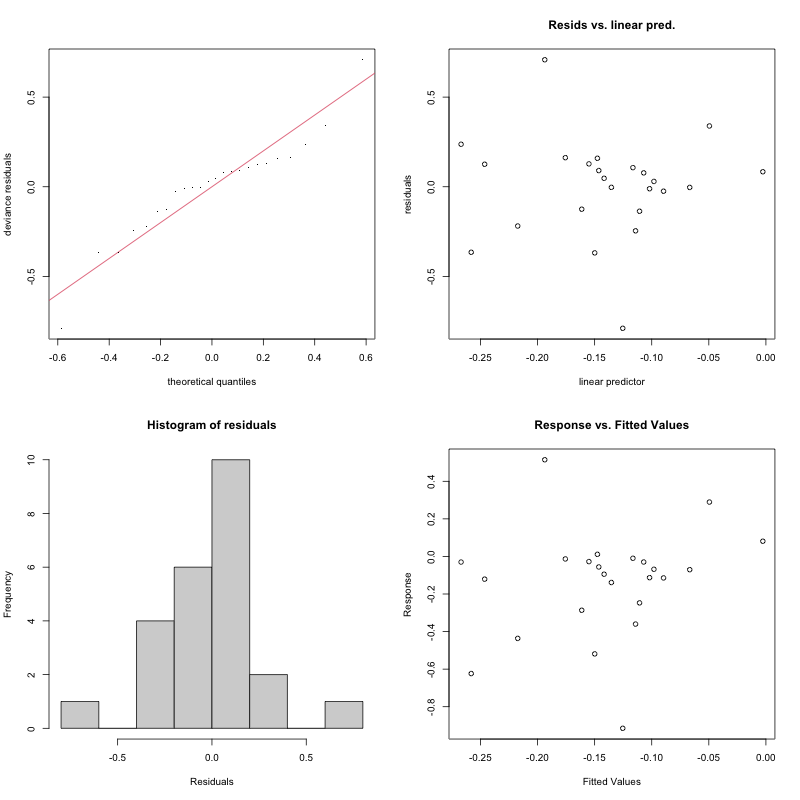 deviance residuals
0.5
0.0
-0.5
-0.6 -0.4 -0.2 0.0 0.2 0.4 0.6
theoretical quantiles
Resids vs. linear pred.
residuals
0.5
0.0
-0.5
-0.25 -0.20 -0.15 -0.10 -0.05 0.00
linear predictor
Histogram of residuals
Frequency
10
8
6
4
2
0
-0.5 0.0 0.5
Residuals
Response vs. Fitted Values
Response
0.4
0.2
0.0
-0.2
-0.4
-0.6
-0.8
-0.25 -0.20 -0.15 -0.10 -0.05 0.00
Fitted Values